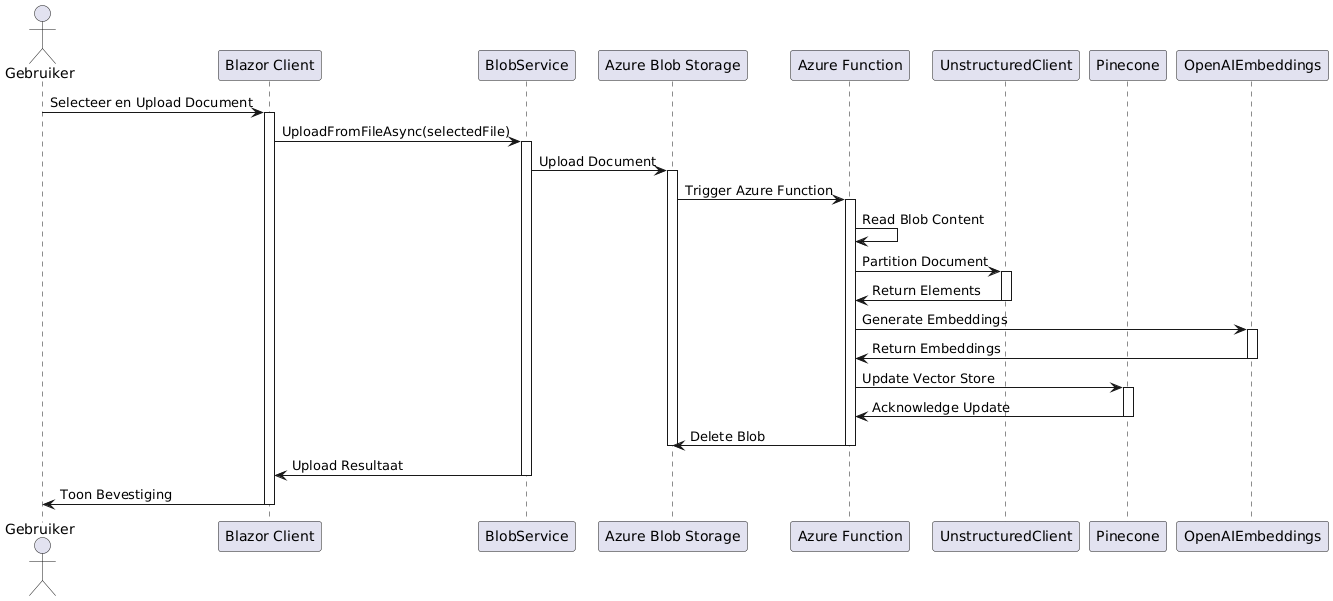 Gebruiker
Blazor Client
BlobService
Azure Blob Storage
Azure Function
UnstructuredClient
Pinecone
OpenAIEmbeddings
Selecteer en Upload Document
UploadFromFileAsync(selectedFile)
Upload Document
Trigger Azure Function
Read Blob Content
Partition Document
Return Elements
Generate Embeddings
Return Embeddings
Update Vector Store
Acknowledge Update
Delete Blob
Upload Resultaat
Toon Bevestiging
Gebruiker
Blazor Client
BlobService
Azure Blob Storage
Azure Function
UnstructuredClient
Pinecone
OpenAIEmbeddings